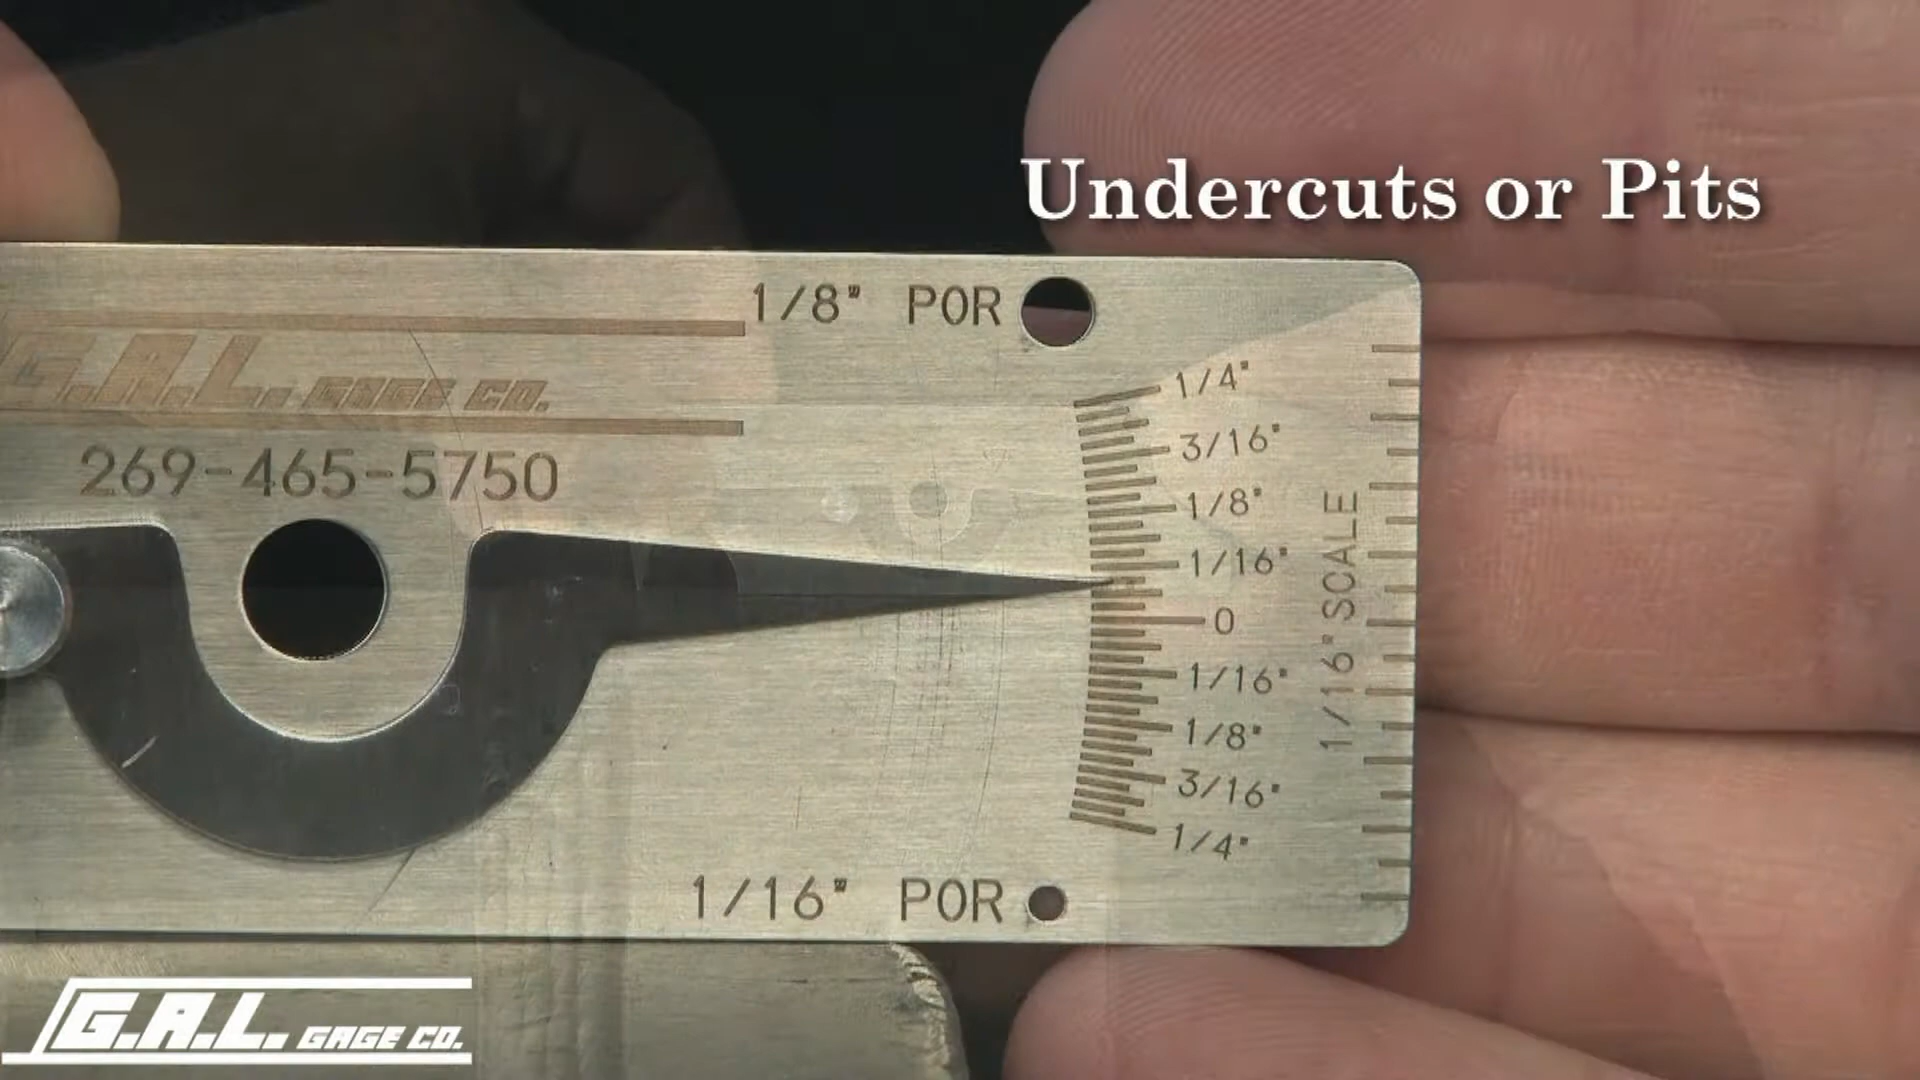 Undercuts or Pits
1/8" POR
G.A.L. GAGE CO.
269-465-5750
1/4"
3/16"
1/8"
1/16"
0
1/16"
1/8"
3/16"
1/4"
1/16" SCALE
1/16" POR
G.A.L. GAGE CO.